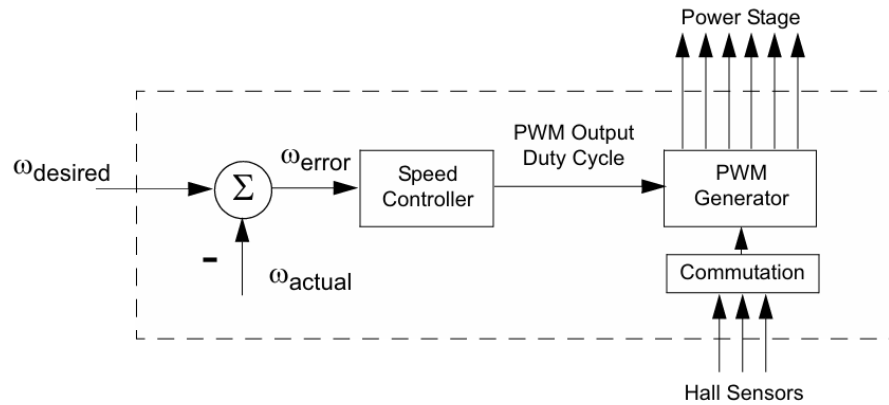 Power Stage
ωdesired
Σ
ωerror
Speed
Controller
PWM Output
Duty Cycle
PWM
Generator
-
ωactual
Commutation
Hall Sensors